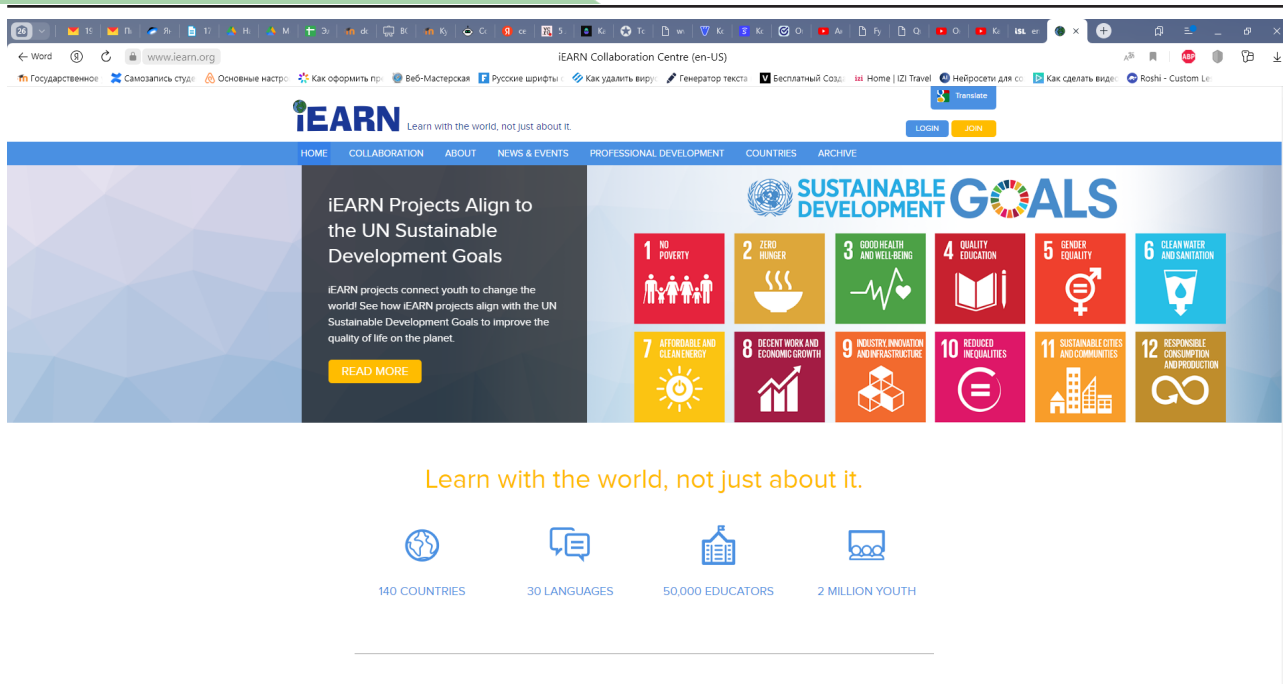 26
← Word
www.iearn.org
iEARN Collaboration Centre (en-US)
ABP
Государственное Самозапись студе Основные настро Как оформить пр Веб-Мастерская Русские шрифты Как удалить виру Генератор текста Бесплатный Созд Home | IZI Travel Нейросети для со Как сделать видео Roshi - Custom Le
Translate
iEARN Learn with the world, not just about it.
LOGIN JOIN
HOME COLLABORATION ABOUT NEWS & EVENTS PROFESSIONAL DEVELOPMENT COUNTRIES ARCHIVE
iEARN Projects Align to
the UN Sustainable
Development Goals
iEARN projects connect youth to change the
world! See how iEARN projects align with the UN
Sustainable Development Goals to improve the
quality of life on the planet.
READ MORE
SUSTAINABLE
DEVELOPMENT GOALS
1 NO
POVERTY
2 ZERO
HUNGER
3 GOOD HEALTH
AND WELL-BEING
4 QUALITY
EDUCATION
5 GENDER
EQUALITY
6 CLEAN WATER
AND SANITATION
7 AFFORDABLE AND
CLEAN ENERGY
8 DECENT WORK AND
ECONOMIC GROWTH
9 INDUSTRY, INNOVATION
AND INFRASTRUCTURE
10 REDUCED
INEQUALITIES
11 SUSTAINABLE CITIES
AND COMMUNITIES
12 RESPONSIBLE
CONSUMPTION
AND PRODUCTION
Learn with the world, not just about it.
140 COUNTRIES 30 LANGUAGES 50,000 EDUCATORS 2 MILLION YOUTH